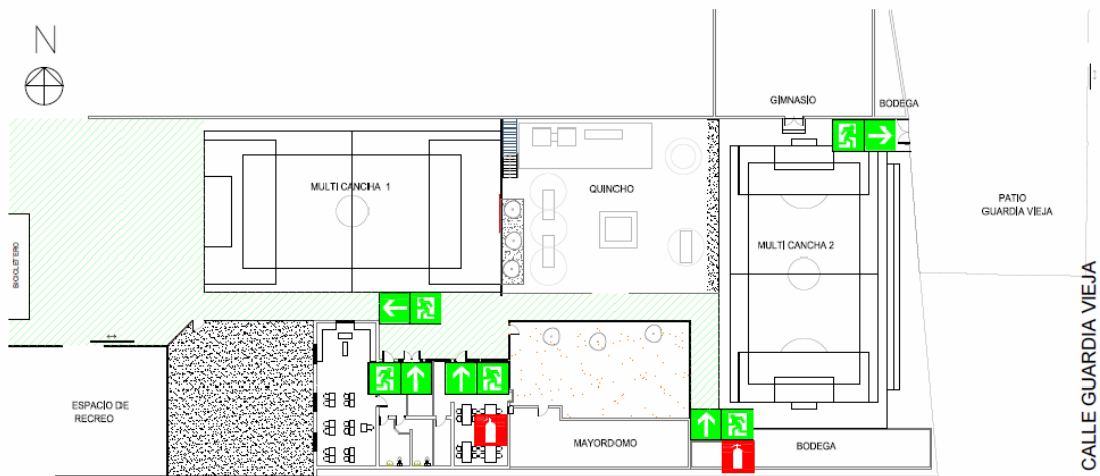 N
GIMNASIO
BODEGA
MULTI CANCHA 1
QUINCHO
PATIO
GUARDIA VIEJA
MULTI CANCHA 2
BICICLETERO
CALLE GUARDIA VIEJA
ESPACIO DE
RECREO
MAYORDOMO
BODEGA